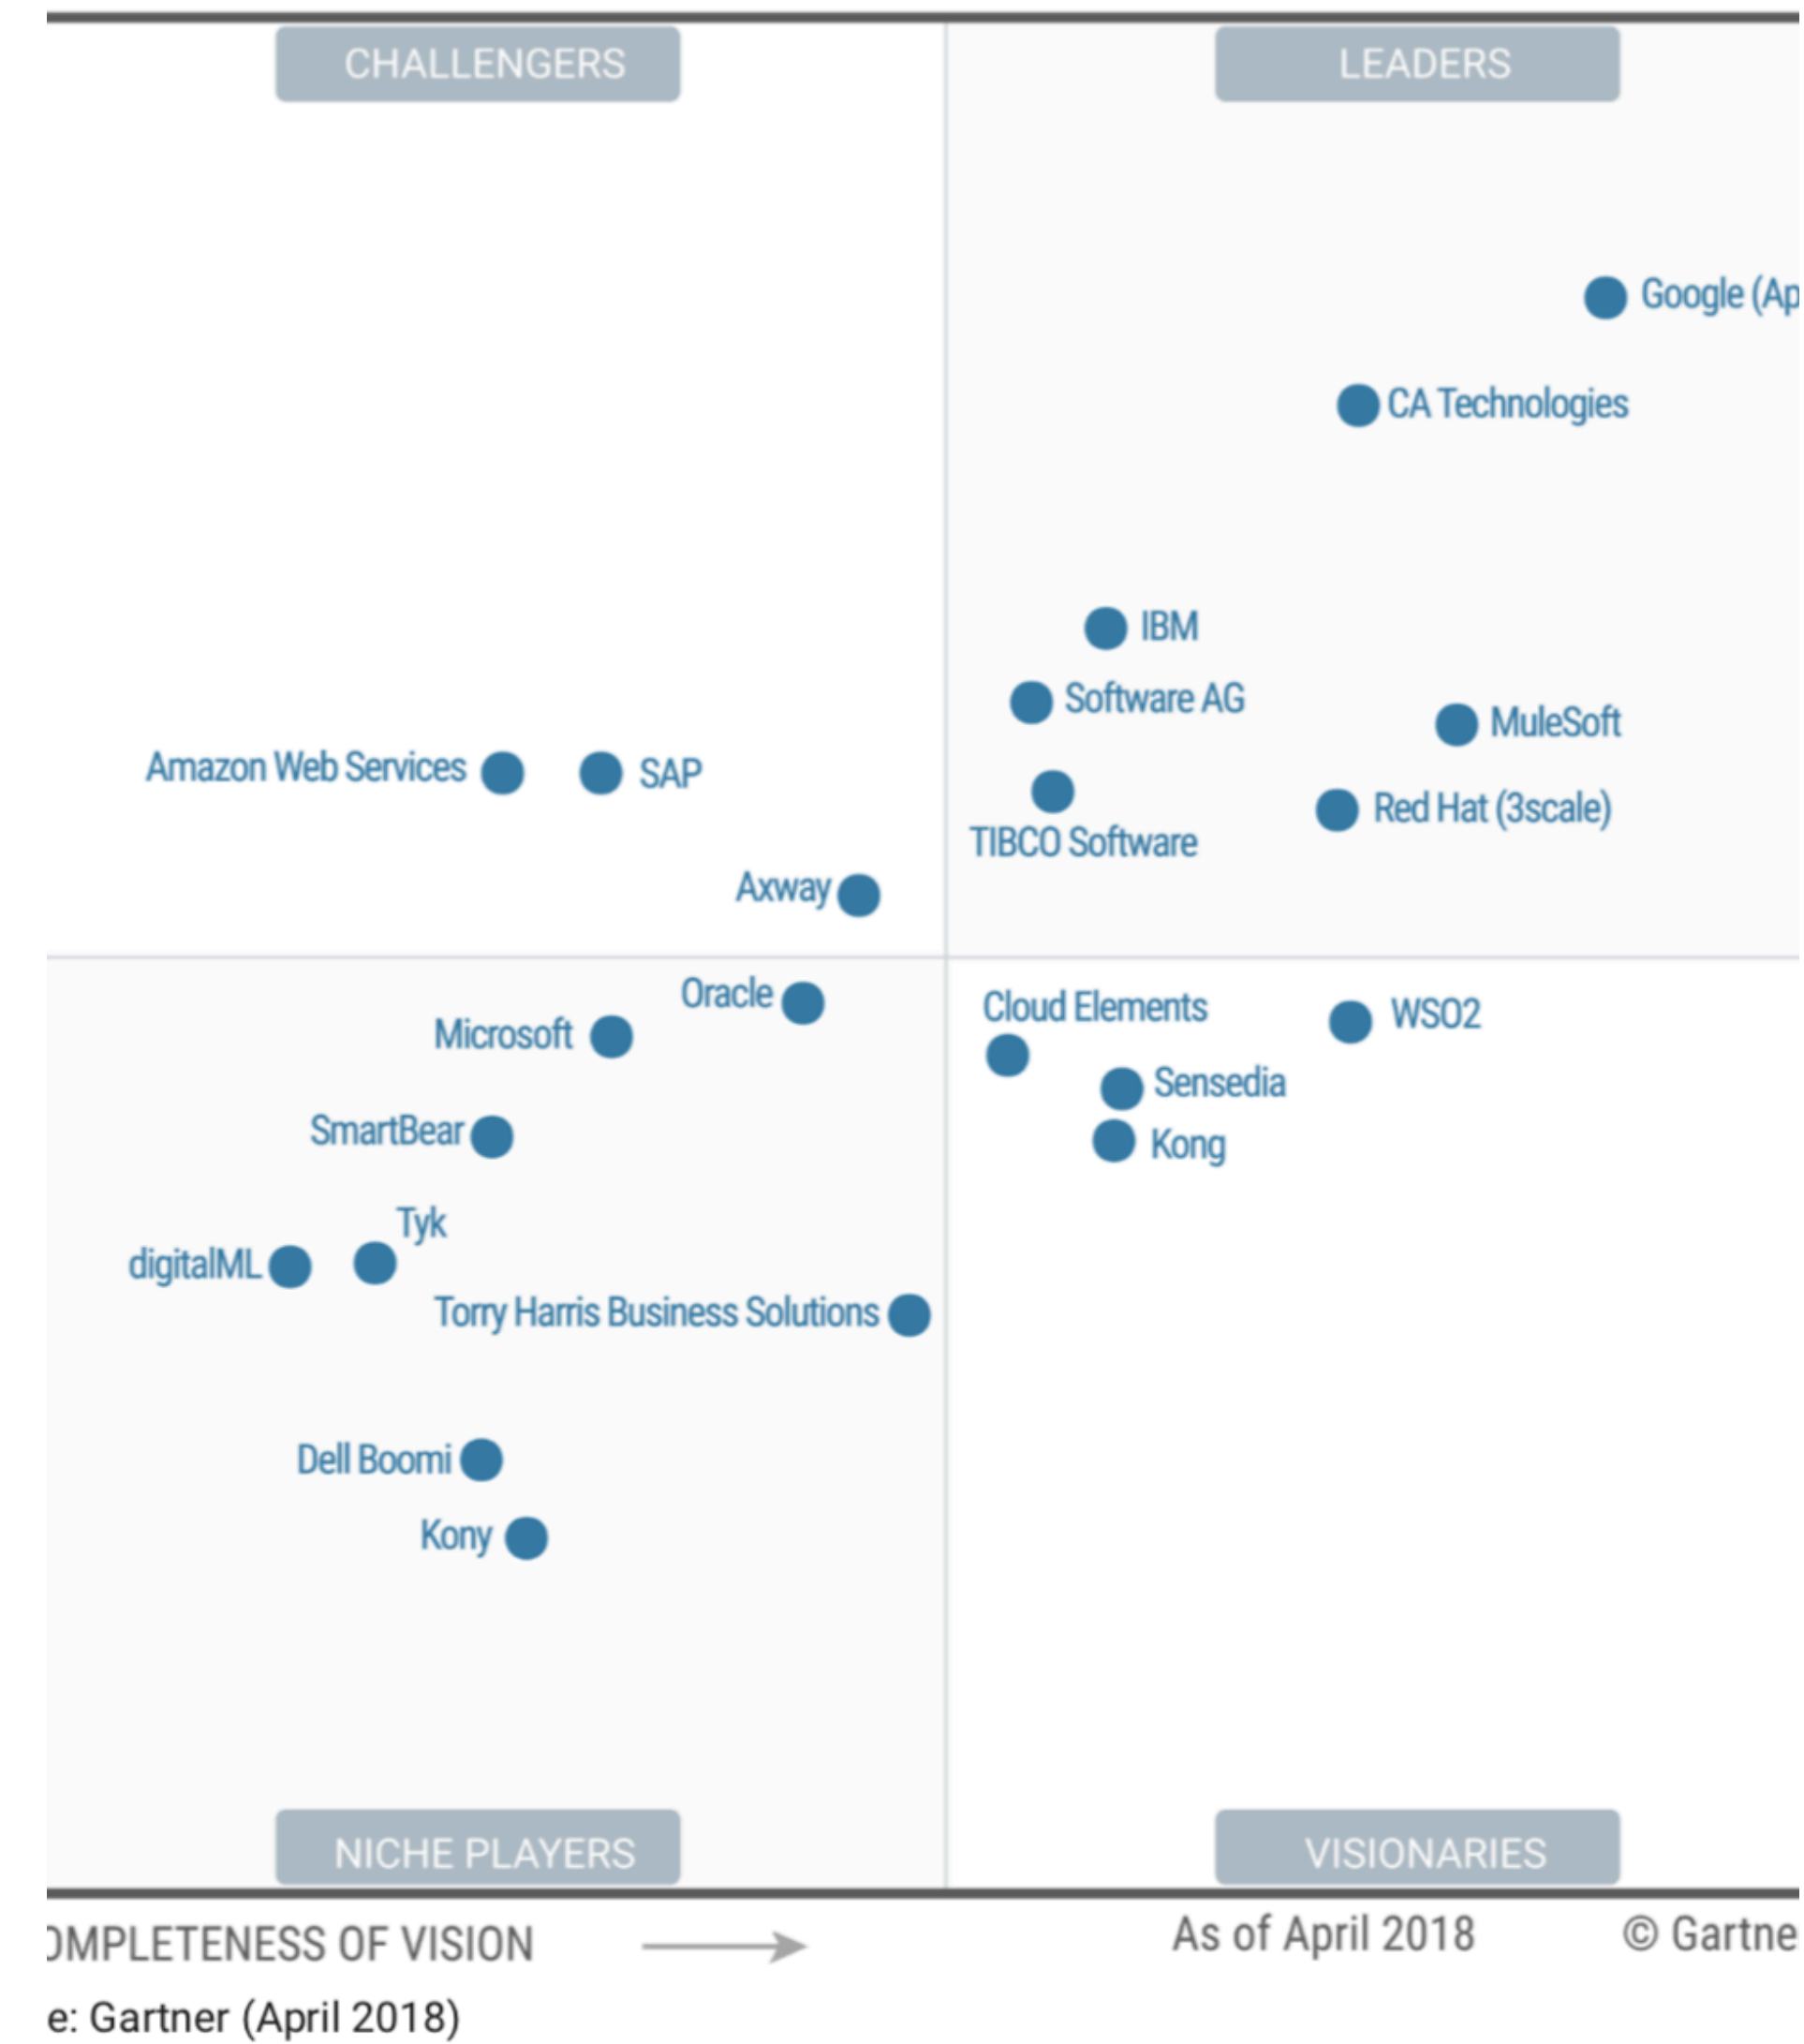 CHALLENGERS
LEADERS
Google (Ap
CA Technologies
IBM
Software AG
MuleSoft
Amazon Web Services
SAP
TIBCO Software
Red Hat (3scale)
Axway
Oracle
Cloud Elements
WSO2
Microsoft
Sensedia
SmartBear
Kong
Tyk
digitalML
Torry Harris Business Solutions
Dell Boomi
Kony
NICHE PLAYERS
VISIONARIES
OMPLETENESS OF VISION
As of April 2018
© Gartne
e: Gartner (April 2018)